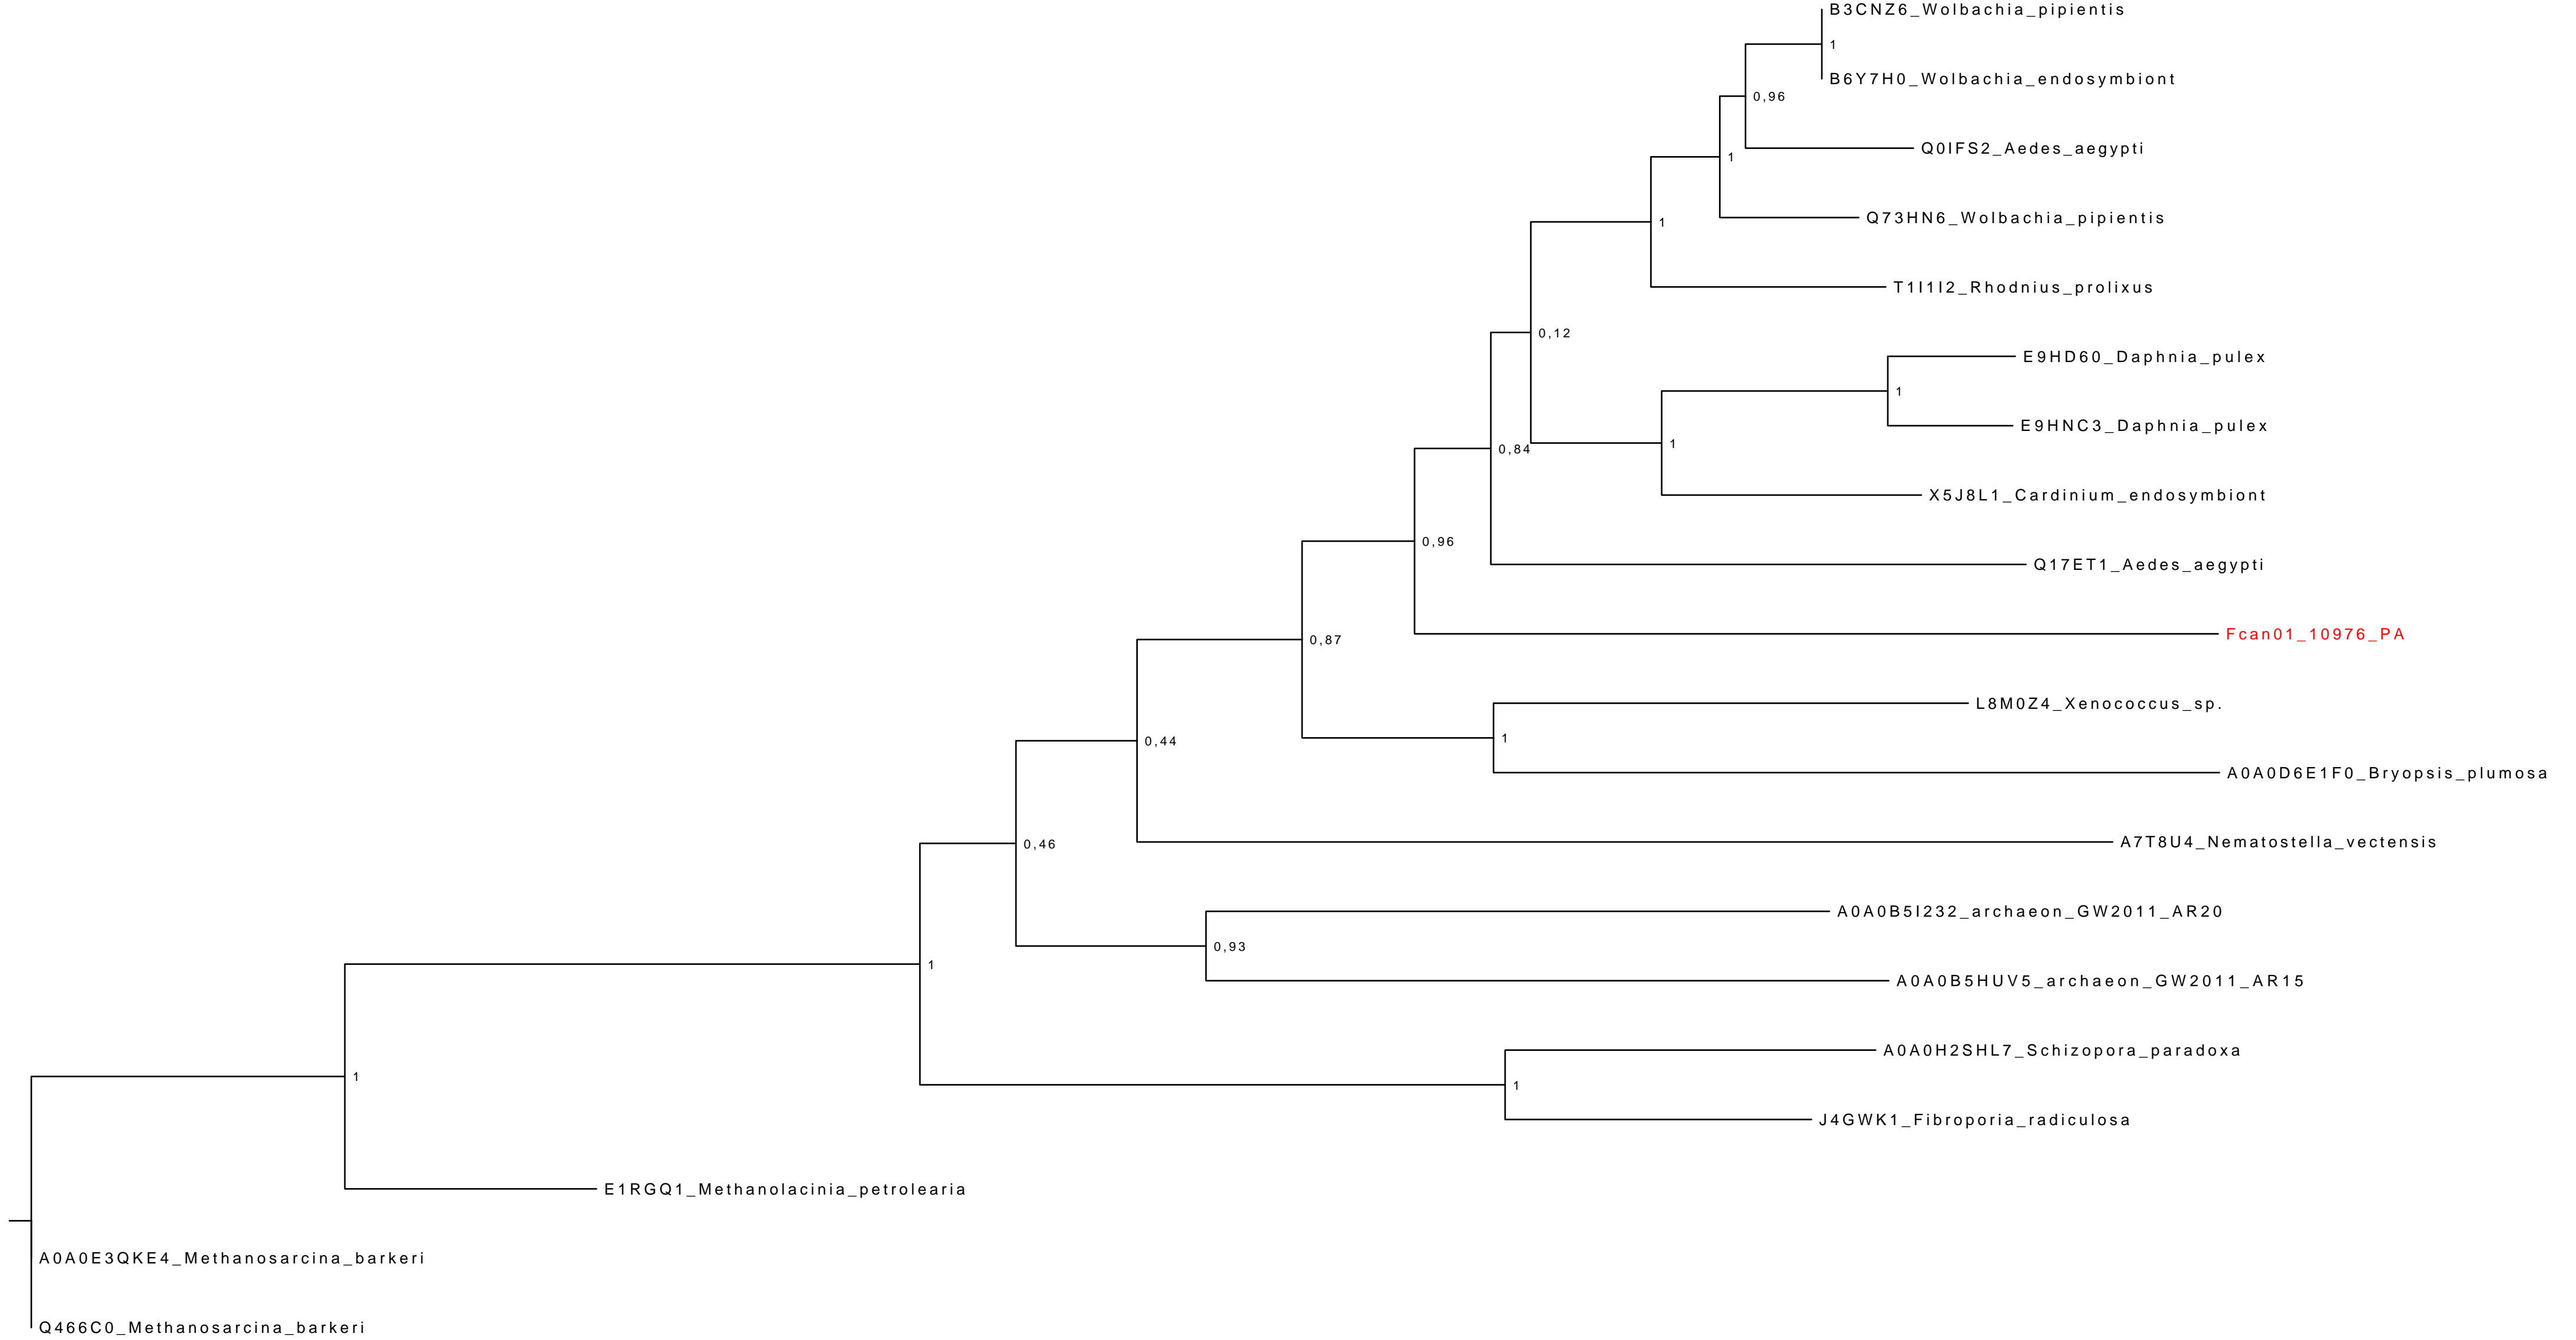 B3CNZ6_Wolbachia_pipientis
1
B6Y7H0_Wolbachia_endosymbiont
0,96
Q0IFS2_Aedes_aegypti
1
Q73HN6_Wolbachia_pipientis
1
T1I1I2_Rhodnius_prolixus
0,12
E9HD60_Daphnia_pulex
1
E9HNC3_Daphnia_pulex
1
0,84
X5J8L1_Cardinium_endosymbiont
0,96
Q17ET1_Aedes_aegypti
Fcan01_10976_PA
0,87
L8M0Z4_Xenococcus_sp.
1
0,44
A0A0D6E1F0_Bryopsis_plumosa
A7T8U4_Nematostella_vectensis
0,46
A0A0B5I232_archaeon_GW2011_AR20
0,93
1
A0A0B5HUV5_archaeon_GW2011_AR15
A0A0H2SHL7_Schizopora_paradoxa
1
1
J4GWK1_Fibroporia_radiculosa
E1RGQ1_Methanolacinia_petrolearia
A0A0E3QKE4_Methanosarcina_barkeri
Q466C0_Methanosarcina_barkeri